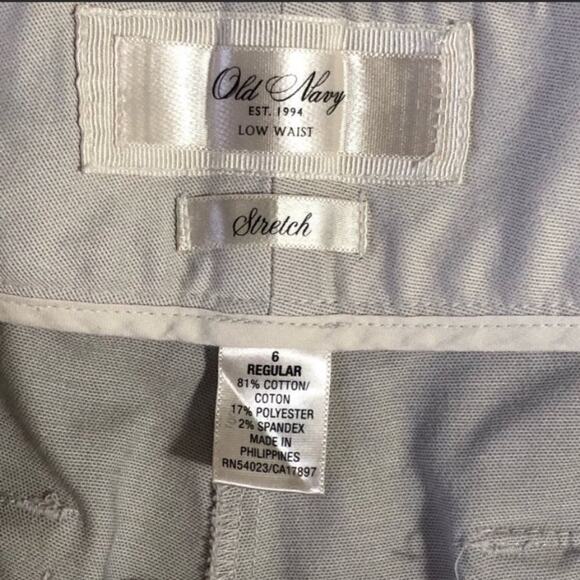 Old Navy
EST. 1994
LOW WAIST
Stretch
6
REGULAR
81% COTTON/
COTON
17% POLYESTER
2% SPANDEX
MADE IN
PHILIPPINES
RN54023/CA17897